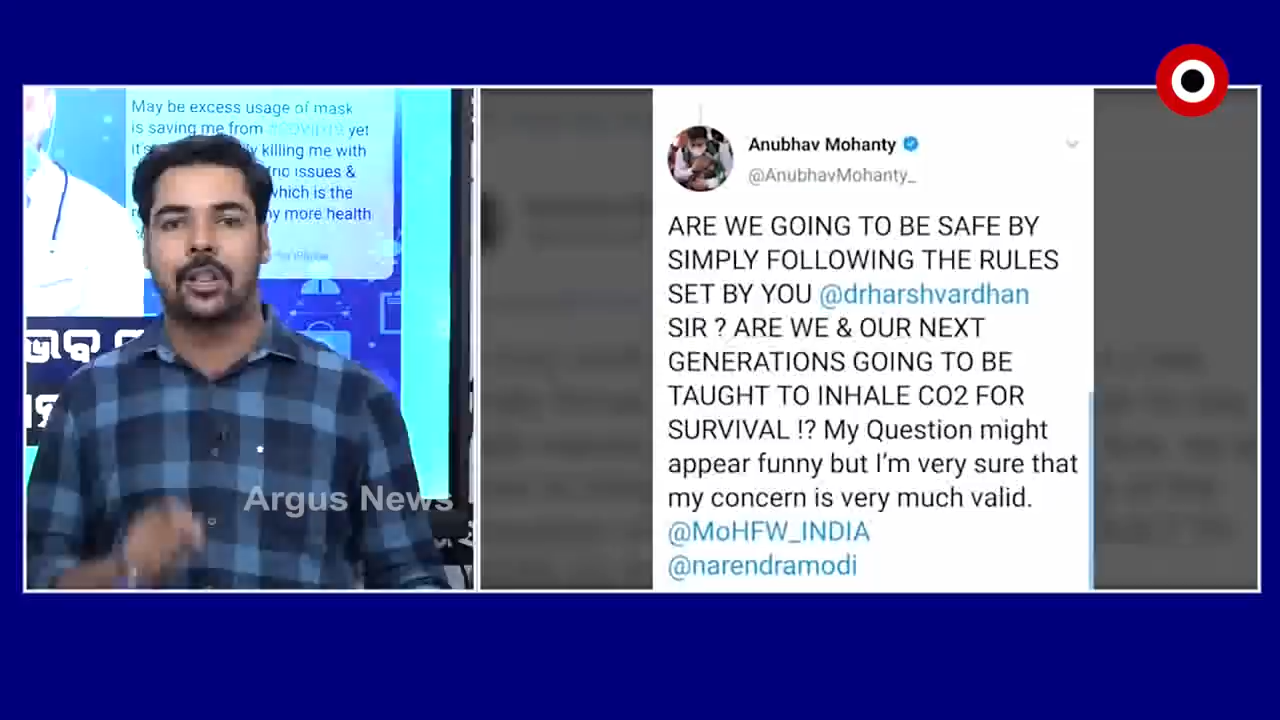 May be excess usage of mask
is saving me from #COVID19 yet
killing me with
issues &
which is the
more health
ଭବ
Argus News
Anubhav Mohanty
@AnubhavMohanty_
ARE WE GOING TO BE SAFE BY
SIMPLY FOLLOWING THE RULES
SET BY YOU @drharshvardhan
SIR ? ARE WE & OUR NEXT
GENERATIONS GOING TO BE
TAUGHT TO INHALE CO2 FOR
SURVIVAL !? My Question might
appear funny but I’m very sure that
my concern is very much valid.
@MoHFW_INDIA
@narendramodi